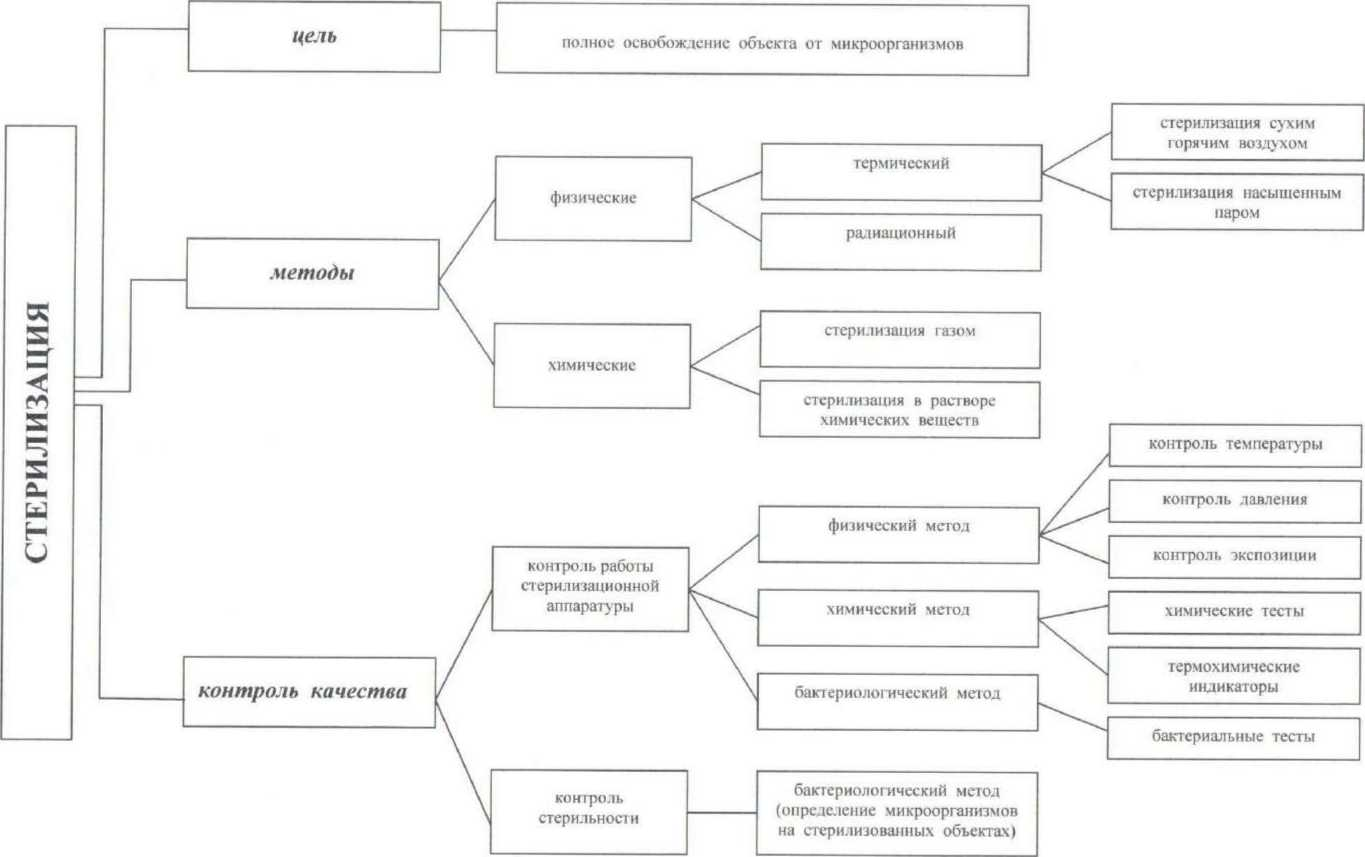 СТЕРИЛИЗАЦИЯ
цель
полное освобождение объекта от микроорганизмов
методы
физические
термический
стерилизация сухим
горячим воздухом
стерилизация насыщенным
паром
радиационный
химические
стерилизация газом
стерилизация в растворе
химических веществ
контроль качества
контроль работы
стерилизационной
аппаратуры
физический метод
контроль температуры
контроль давления
контроль экспозиции
химический метод
химические тесты
термохимические
индикаторы
бактериологический метод
бактериальные тесты
контроль
стерильности
бактериологический метод
(определение микроорганизмов
на стерилизованных объектах)